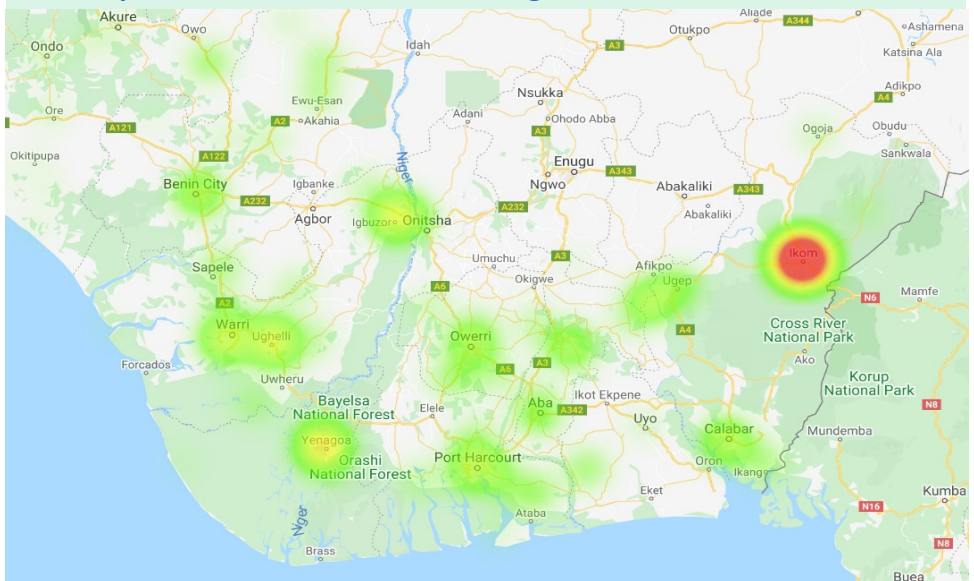 Akure
Owo
Ondo
Idah
Otukpo
Aliade
A344
Ashamena
A3
Katsina Ala
Ewu-Esan
Akahia
A2
Nsukka
Adikpo
A4
Ore
A121
Adani
Ohodo Abba
A3
Ogoja
Obudu
Okitipupa
A122
Niger
Enugu
Sankwala
Benin City
Igbanke
Ngwo
A343
Abakaliki
A343
A232
Agbor
Igbuzor
Onitsha
A232
Abakaliki
Umuchu
A3
Ikom
Sapele
Okigwe
Afikpo
Ugep
A6
N6
Mamfe
A2
Warri
Ughelli
Owerri
A4
Cross River
National Park
Forcados
A3
Ako
Uwheru
A6
Korup
National Park
Bayelsa
National Forest
Elele
Aba
A342
Ikot Ekpene
N8
Uyo
Calabar
Mundemba
Yenagoa
Orashi
National Forest
Port Harcourt
Oron
Ikang
Eket
Kumba
Ataba
N16
Brass
N8
Buea